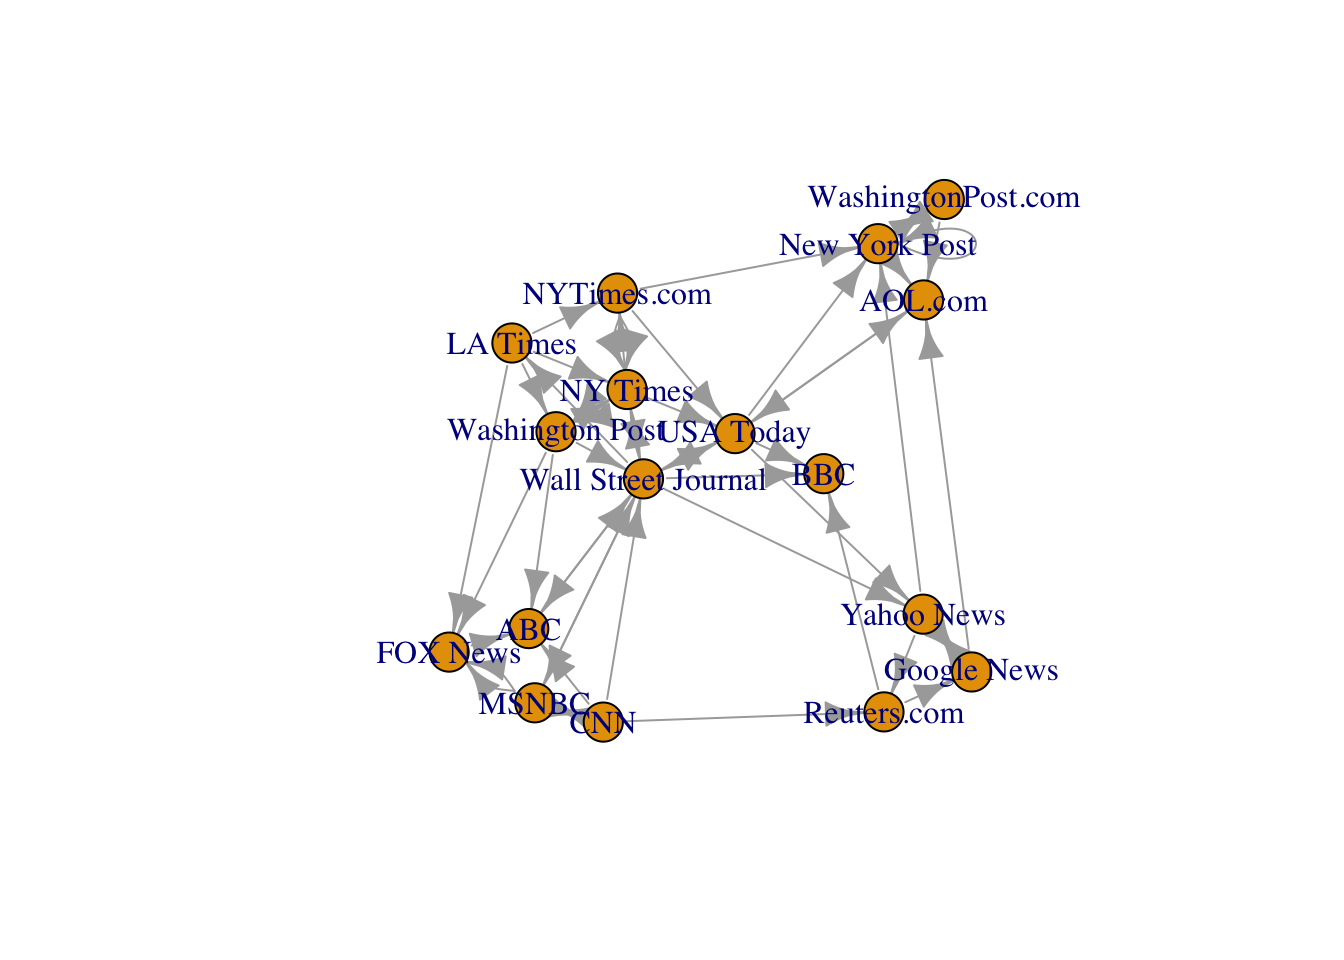 WashingtonPost.com
New York Post
NYTimes.com
AOL.com
LA Times
NY Times
Washington Post
USA Today
Wall Street Journal
BBC
Yahoo News
ABC
FOX News
Google News
MSNBC
Reuters.com
CNN